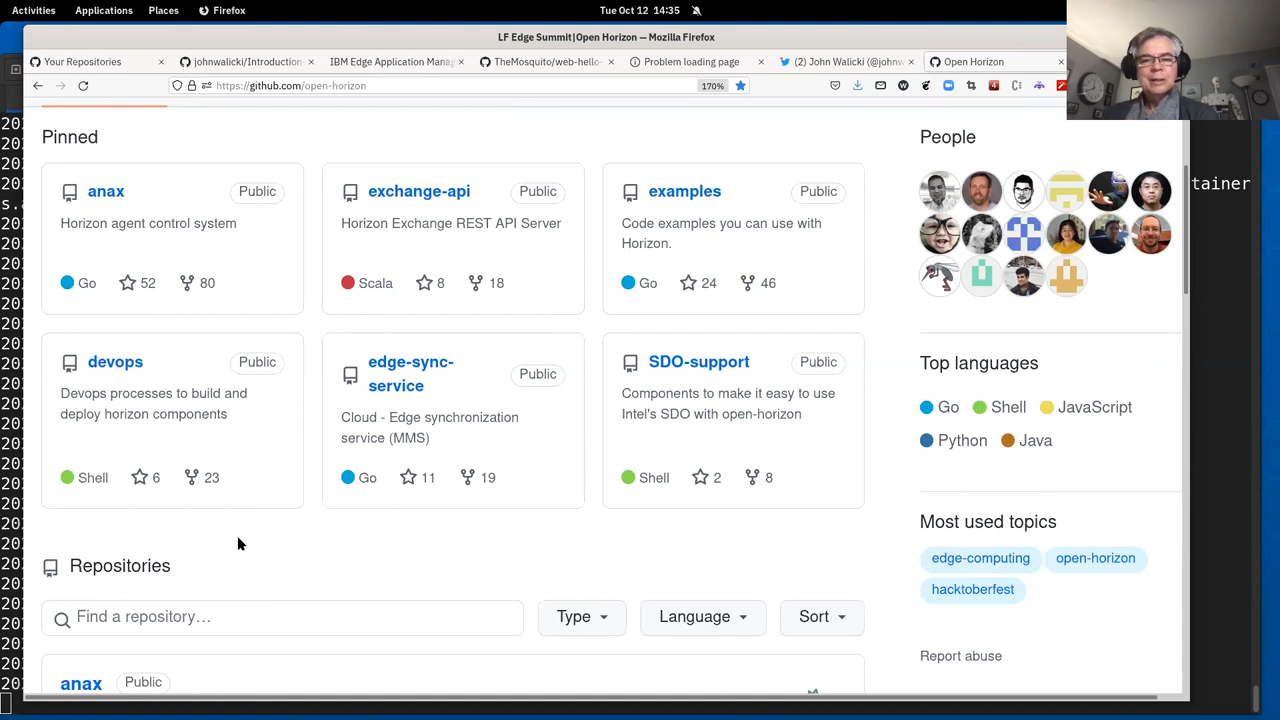 Activities Applications Places Firefox Tue Oct 12 14:35
LF Edge Summit|Open Horizon — Mozilla Firefox
Your Repositories johnwalicki/Introduction- IBM Edge Application Mana TheMosquito/web-hello- Problem loading page (2) John Walicki (@johnw Open Horizon
https://github.com/open-horizon 170%
Pinned
anax Public
Horizon agent control system
Go 52 80
exchange-api Public
Horizon Exchange REST API Server
Scala 8 18
examples Public
Code examples you can use with
Horizon.
Go 24 46
devops Public
Devops processes to build and
deploy horizon components
Shell 6 23
edge-sync-
service Public
Cloud - Edge synchronization
service (MMS)
Go 11 19
SDO-support Public
Components to make it easy to use
Intel's SDO with open-horizon
Shell 2 8
Repositories
Find a repository…
Type Language Sort
anax Public
People
Top languages
Go Shell JavaScript
Python Java
Most used topics
edge-computing open-horizon
hacktoberfest
Report abuse
tainer